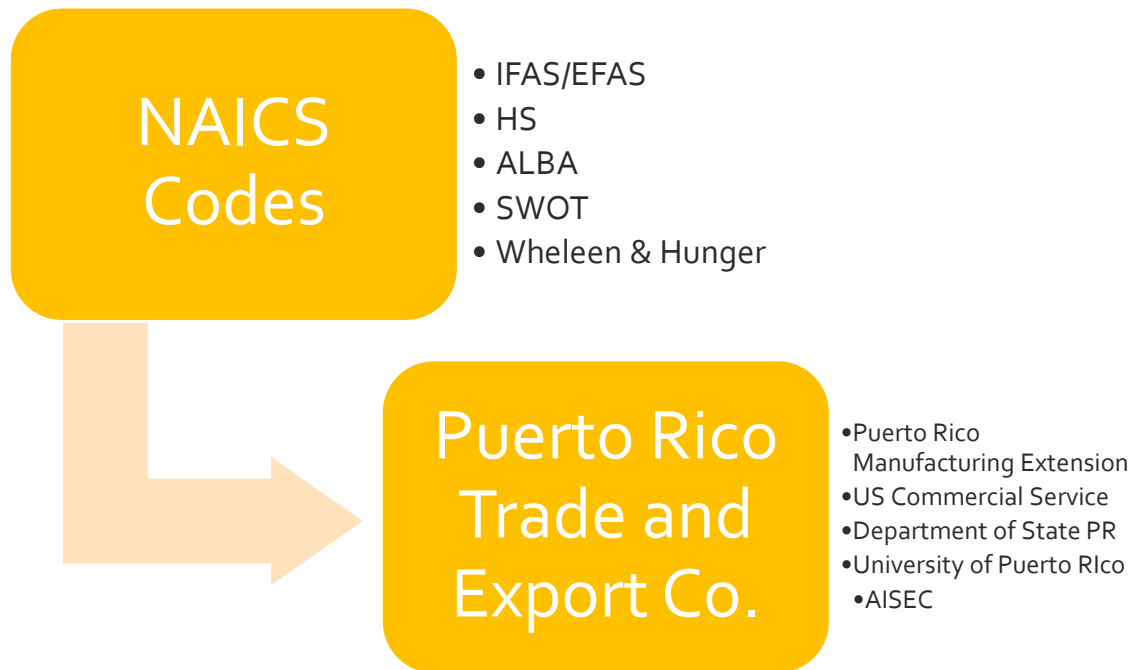 NAICS
Codes
• IFAS/EFAS
• HS
• ALBA
• SWOT
• Wheleen & Hunger
Puerto Rico
Trade and
Export Co.
•Puerto Rico
Manufacturing Extension
•US Commercial Service
•Department of State PR
•University of Puerto RIco
•AISEC